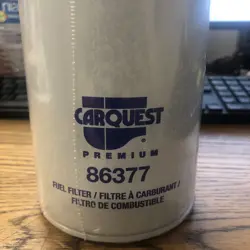 CARQUEST
PREMIUM
86377
FUEL FILTER / FILTRE À CARBURANT /
FILTRO DE COMBUSTIBLE